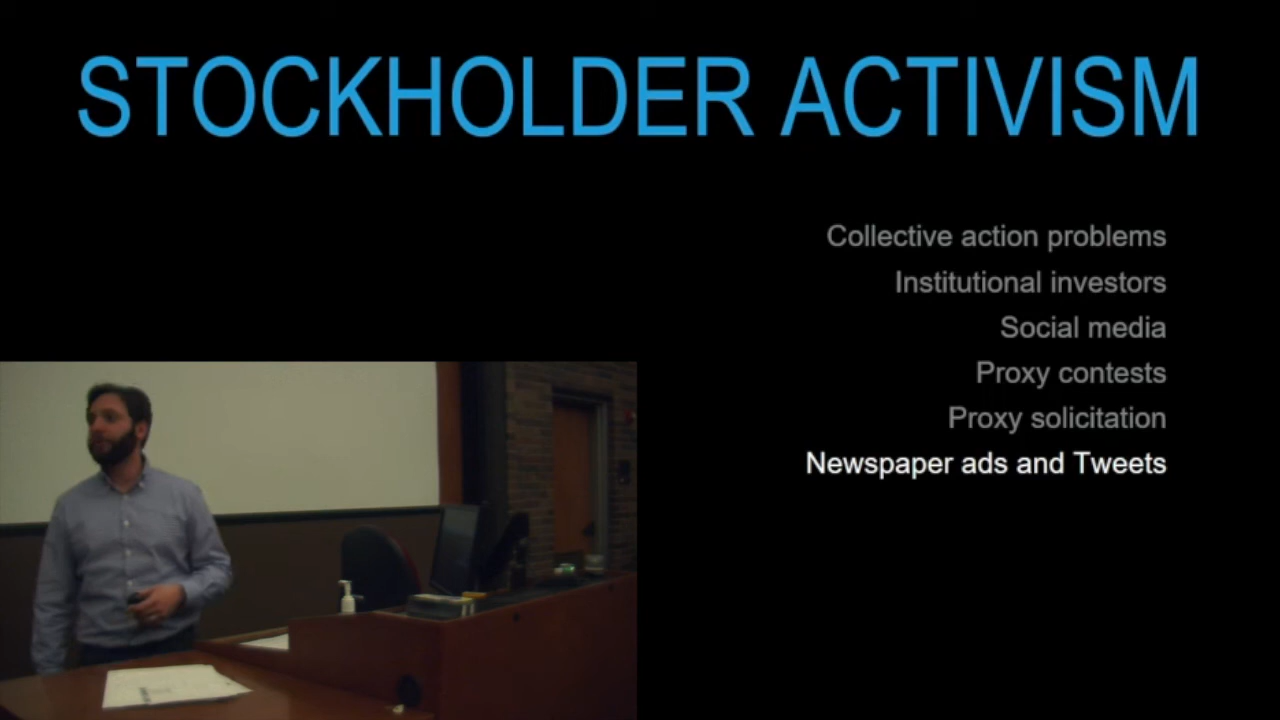 STOCKHOLDER ACTIVISM
Collective action problems
Institutional investors
Social media
Proxy contests
Proxy solicitation
Newspaper ads and Tweets